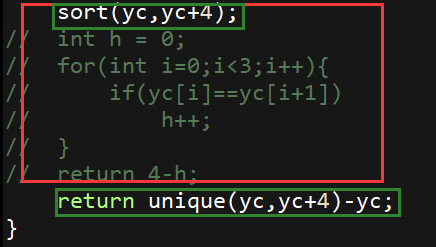 sort(yc,yc+4);
//  int h = 0;
//  for(int i=0;i<3;i++){
//      if(yc[i]==yc[i+1])
//          h++;
//  }
//  return 4-h;
return unique(yc,yc+4)-yc;
}